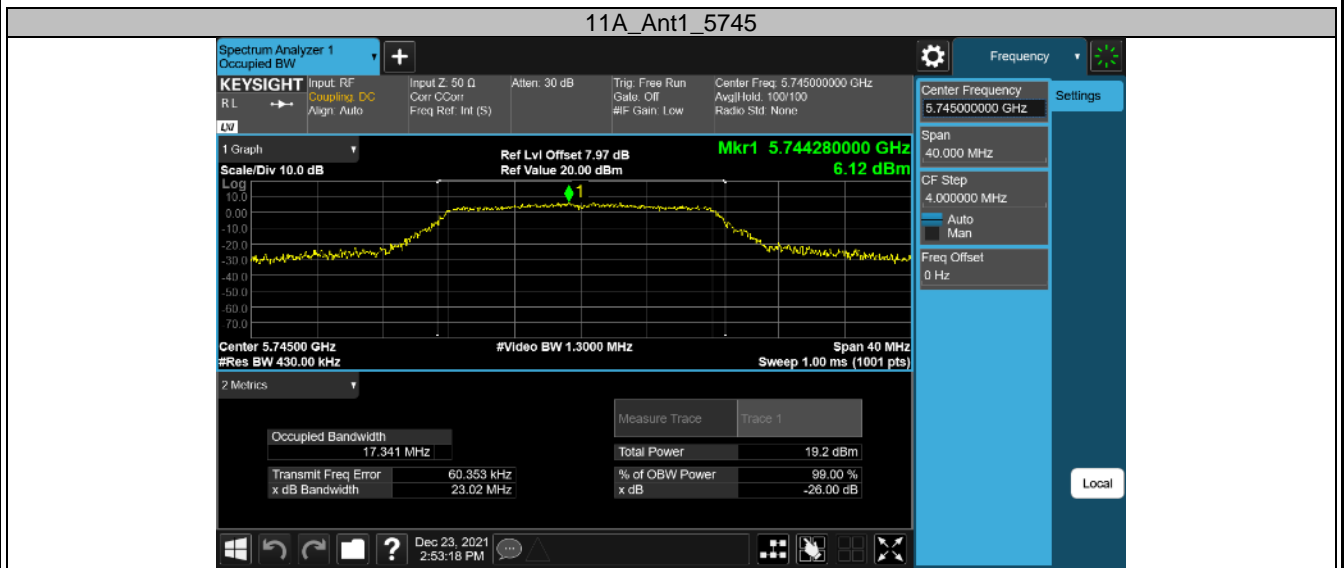 11A_Ant1_5745
Spectrum Analyzer 1
Occupied BW
+
Frequency
KEYSIGHT
RL
LXI
Input: RF
Coupling: DC
Align: Auto
Input Z: 50 Ω
Corr CCorr
Freq Ref: Int (S)
Atten: 30 dB
Trig: Free Run
Gate: Off
#IF Gain: Low
Center Freq: 5.745000000 GHz
Avg|Hold: 100/100
Radio Std: None
Center Frequency
5.745000000 GHz
Settings
Span
40.000 MHz
CF Step
4.000000 MHz
Auto
Man
Freq Offset
0 Hz
Local
1 Graph
Scale/Div 10.0 dB
Ref Lvl Offset 7.97 dB
Ref Value 20.00 dBm
Mkr1 5.744280000 GHz
6.12 dBm
Log
10.0
0.00
-10.0
-20.0
-30.0
-40.0
-50.0
-60.0
-70.0
1
Center 5.74500 GHz
#Video BW 1.3000 MHz
Span 40 MHz
#Res BW 430.00 kHz
Sweep 1.00 ms (1001 pts)
2 Metrics
Measure Trace Trace 1
Occupied Bandwidth
17.341 MHz
Total Power 19.2 dBm
Transmit Freq Error 60.353 kHz
% of OBW Power 99.00 %
x dB Bandwidth 23.02 MHz
x dB -26.00 dB
?
Dec 23, 2021
2:53:18 PM